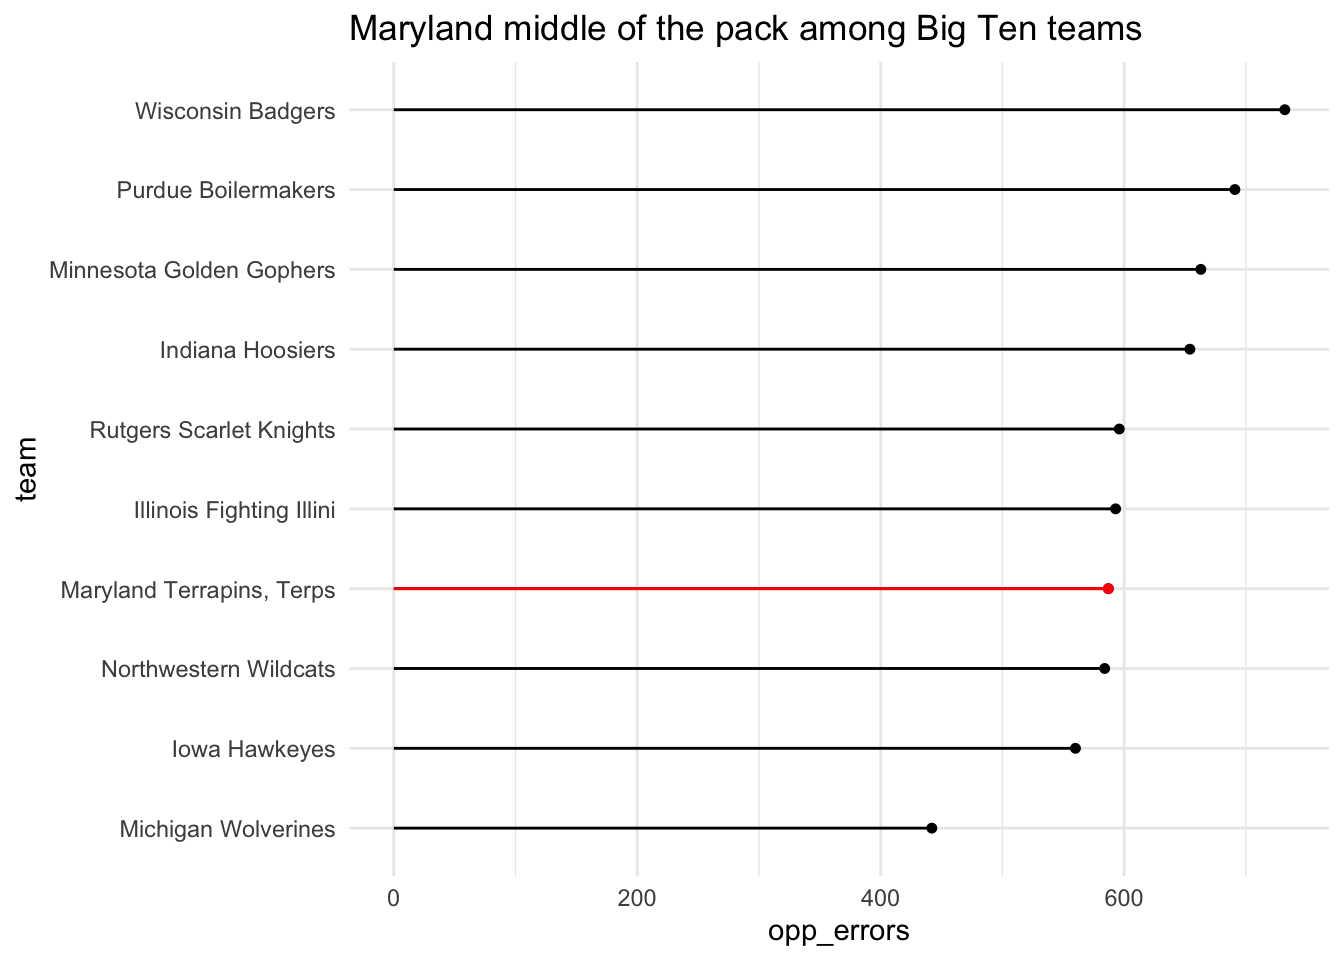 Maryland middle of the pack among Big Ten teams
Wisconsin Badgers
Purdue Boilermakers
Minnesota Golden Gophers
Indiana Hoosiers
Rutgers Scarlet Knights
Illinois Fighting Illini
Maryland Terrapins, Terps
Northwestern Wildcats
Iowa Hawkeyes
Michigan Wolverines
team
0 200 400 600
opp_errors